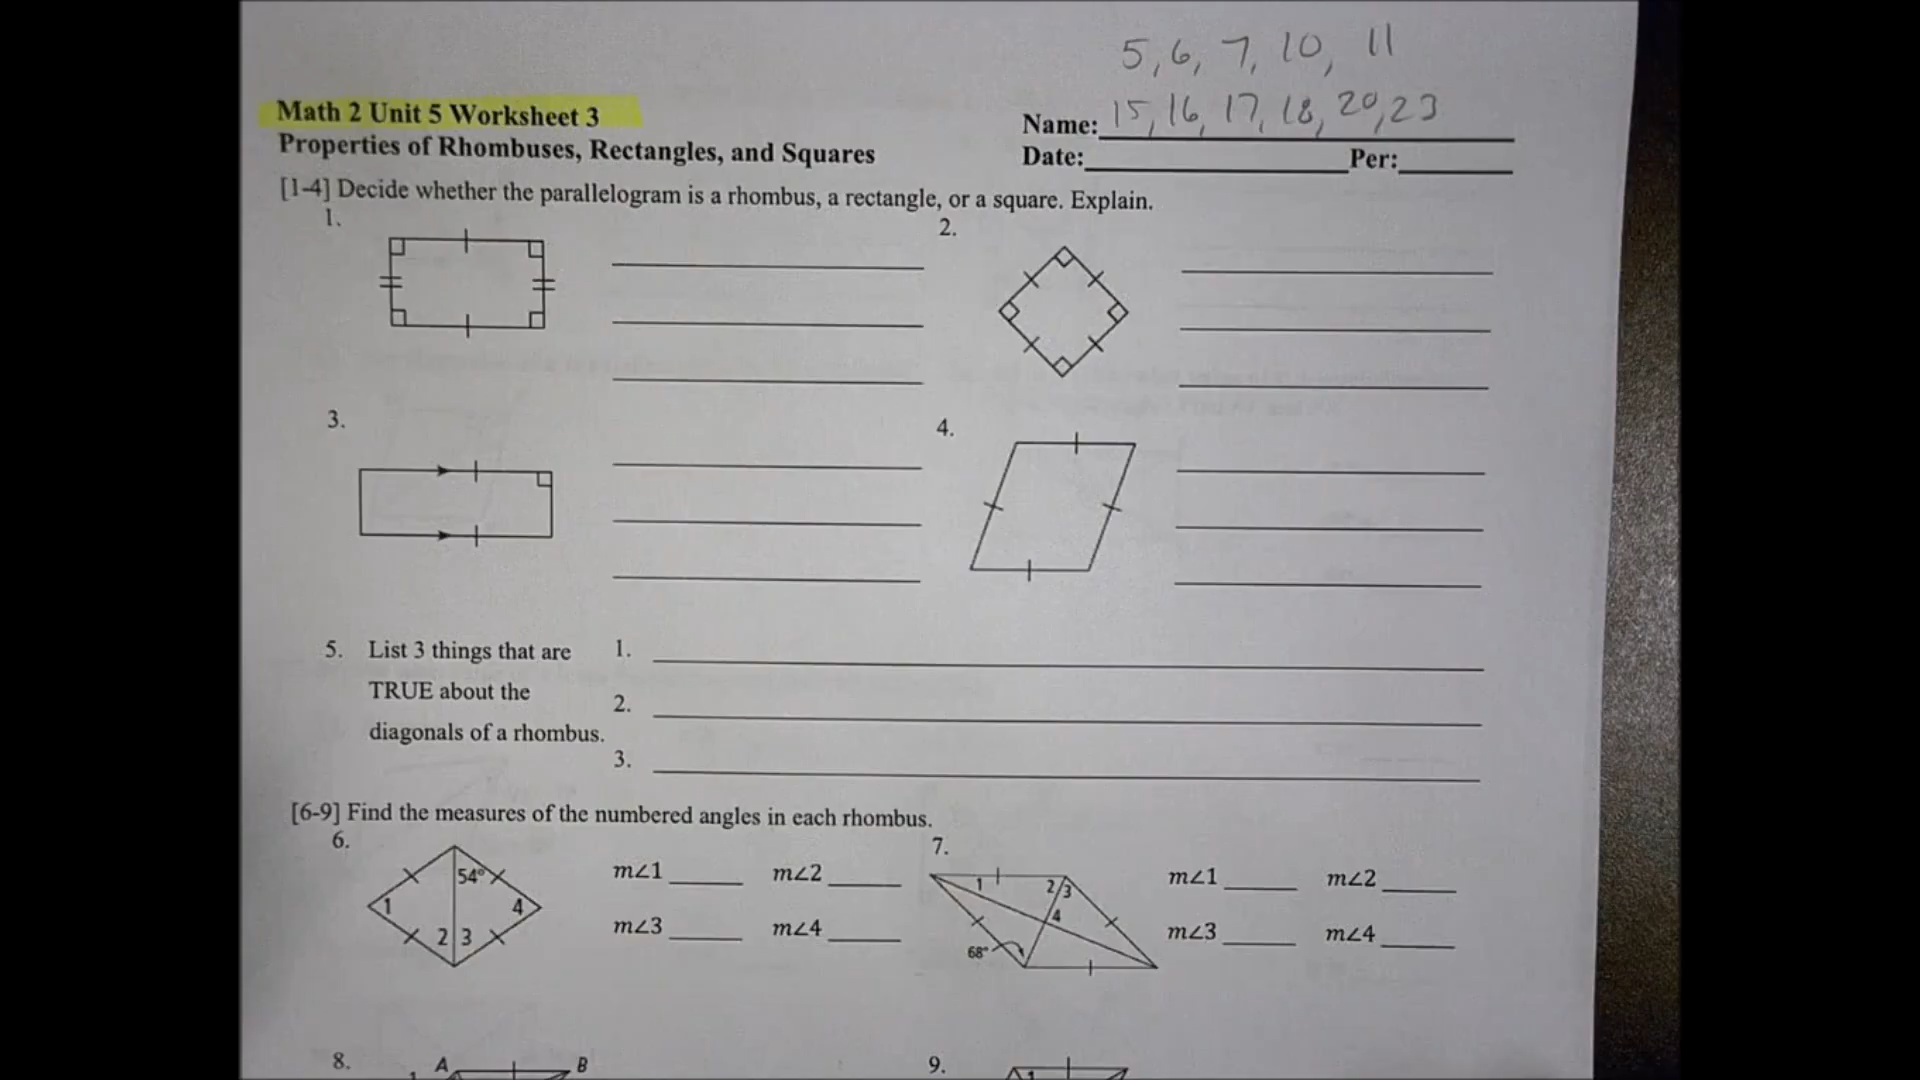 5, 6, 7, 10, 11
15, 16, 17, 18, 20, 23
Math 2 Unit 5 Worksheet 3
Name:
Properties of Rhombuses, Rectangles, and Squares
Date: Per:
[1-4] Decide whether the parallelogram is a rhombus, a rectangle, or a square. Explain.
1.
2.
3.
4.
5. List 3 things that are
TRUE about the
diagonals of a rhombus.
1.
2.
3.
[6-9] Find the measures of the numbered angles in each rhombus.
6.
54°
1
4
2 3
m∠1 m∠2
m∠3 m∠4
7.
1
2 3
4
68°
m∠1 m∠2
m∠3 m∠4
8.
A B
9.
1